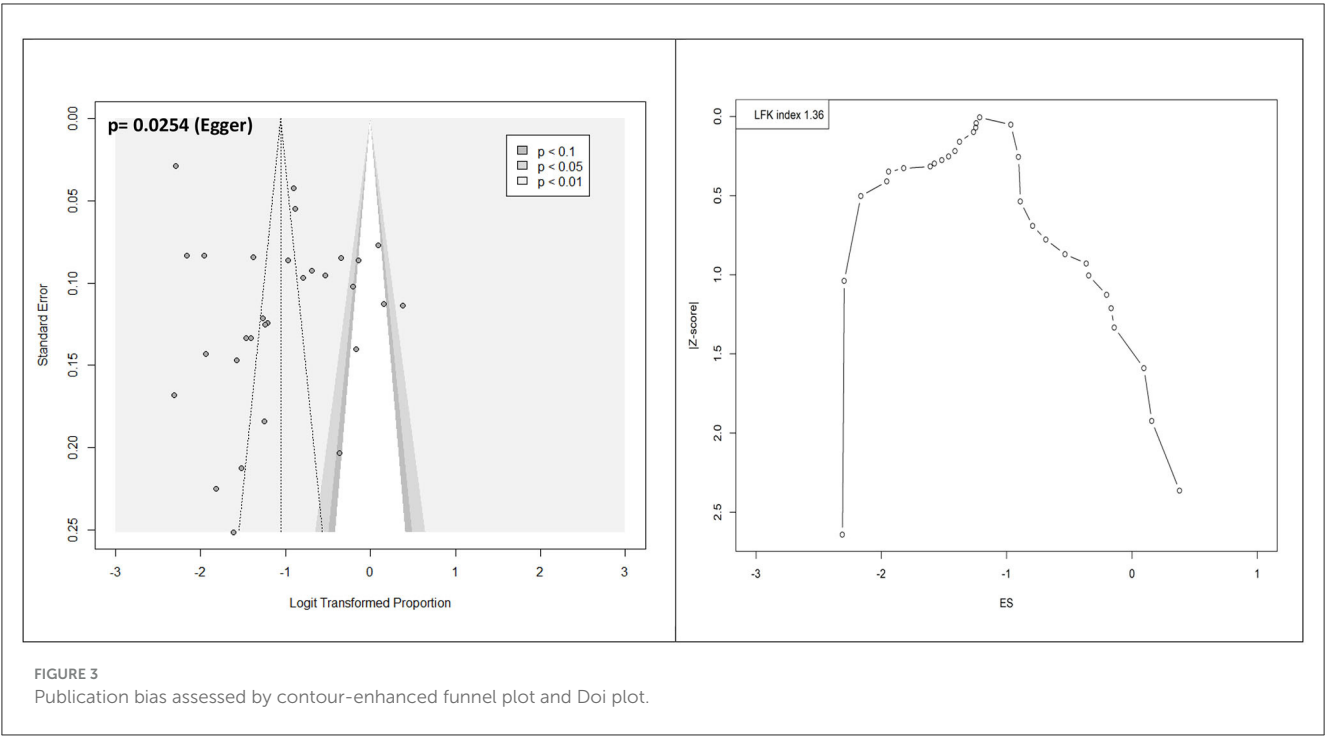 p= 0.0254 (Egger)
p < 0.1
p < 0.05
p < 0.01
0.00
0.05
0.10
0.15
0.20
0.25
Standard Error
-3 -2 -1 0 1 2 3
Logit Transformed Proportion
LFK index 1.36
0.0
0.5
1.0
1.5
2.0
2.5
|Z-score|
-3 -2 -1 0 1
ES
FIGURE 3
Publication bias assessed by contour-enhanced funnel plot and Doi plot.